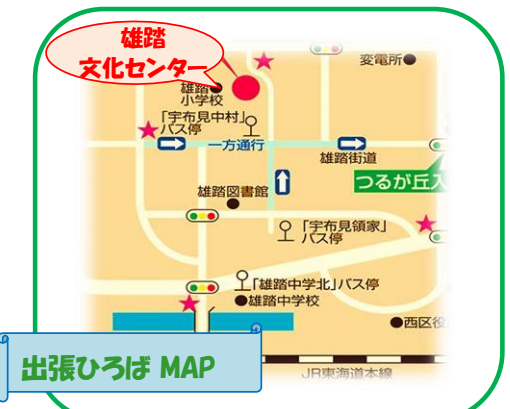 雄踏
文化センター
変電所
雄踏
小学校
「宇布見中村」
バス停
一方通行
雄踏街道
つるが丘入
雄踏図書館
「宇布見領家」
バス停
「雄踏中学北」バス停
雄踏中学校
西区役
出張ひろば MAP
JR東海道本線